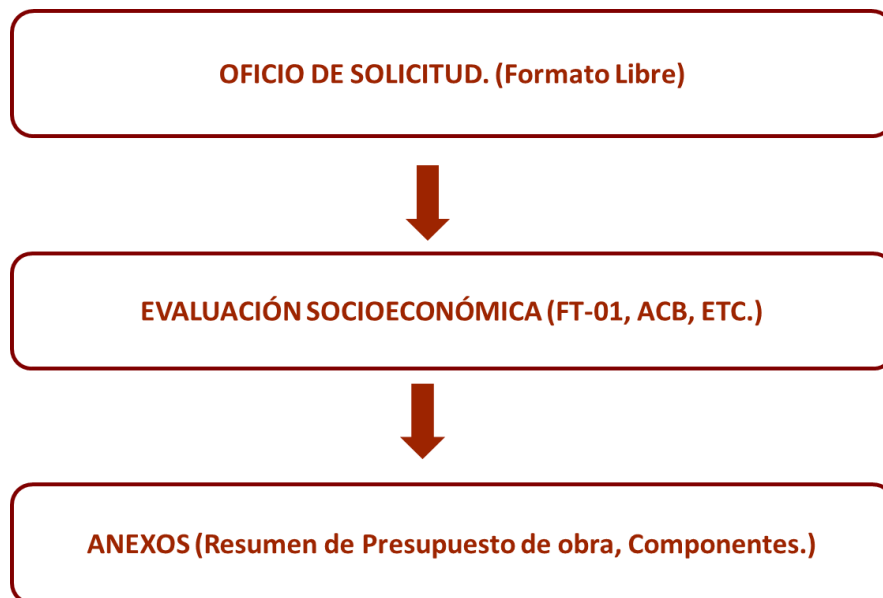 OFICIO DE SOLICITUD. (Formato Libre)
EVALUACIÓN SOCIOECONÓMICA (FT-01, ACB, ETC.)
ANEXOS (Resumen de Presupuesto de obra, Componentes.)